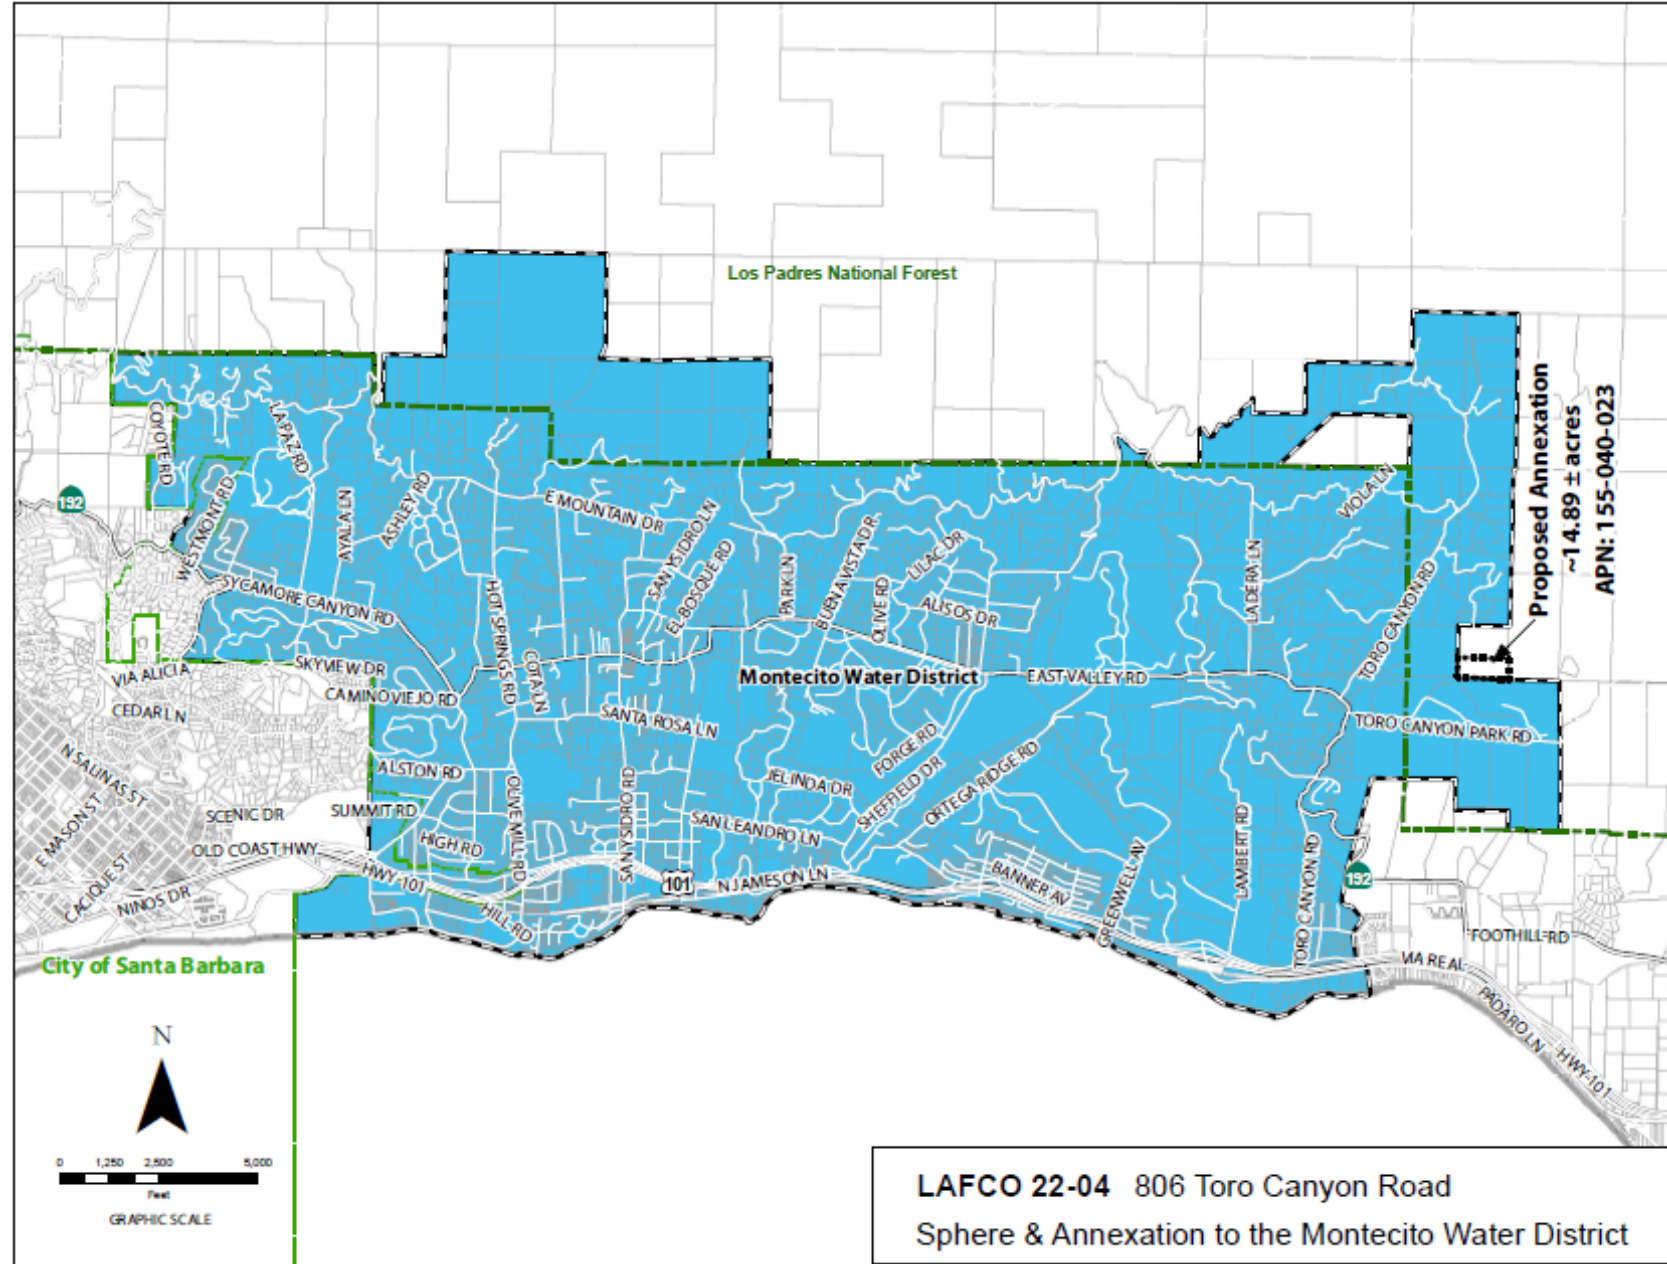 Los Padres National Forest
Proposed Annexation
~14.89 ± acres
APN: 155-040-023
COYOTE RD
LA PAZ RD
192
WESTMONT RD
AYALA LN
ASHLEY RD
E MOUNTAIN DR
SAN YSIDRO LN
EL BOSQUE RD
PARK LN
BUENA VISTA DR
OLIVE RD
LILAC DR
ALISOS DR
LADERA LN
VIOLA LN
TORO CANYON RD
SYCAMORE CANYON RD
HOT SPRINGS RD
COTA LN
VIA ALICIA
SKYVIEW DR
CAMINO VIEJO RD
CEDAR LN
Montecito Water District
EAST VALLEY RD
SANTA ROSA LN
TORO CANYON PARK RD
N SALINAS ST
ALSTON RD
FORGE RD
SHEFFIELD DR
ORTEGA RIDGE RD
JELINDA DR
E MASON ST
SCENIC DR
SUMMIT RD
OLIVE MILL RD
SAN YSIDRO RD
SAN LEANDRO LN
LAMBERT RD
HIGH RD
OLD COAST HWY
CACIQUE ST
NINOS DR
HWY 101
HILL RD
101
N JAMESON LN
BANNER AV
GREENWELL AV
TORO CANYON RD
192
FOOTHILL RD
VIA REAL
PADARO LN
HWY 101
City of Santa Barbara
N
0 1,250 2,500 5,000
Feet
GRAPHIC SCALE
LAFCO 22-04 806 Toro Canyon Road
Sphere & Annexation to the Montecito Water District